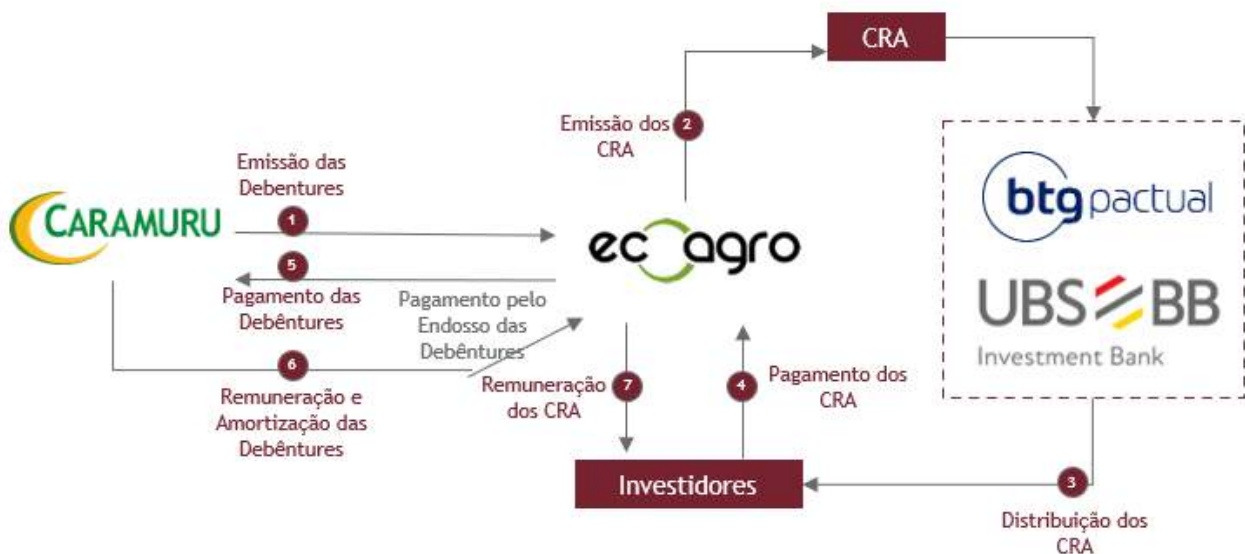 CRA
2
Emissão dos
CRA
Emissão das
Debentures
1
CARAMURU
ecoagro
btgpactual
5
Pagamento das
Debêntures
Pagamento pelo
Endosso das
Debêntures
UBS BB
Investment Bank
6
Remuneração e
Amortização das
Debêntures
7
Remuneração
dos CRA
4
Pagamento dos
CRA
Investidores
3
Distribuição dos
CRA